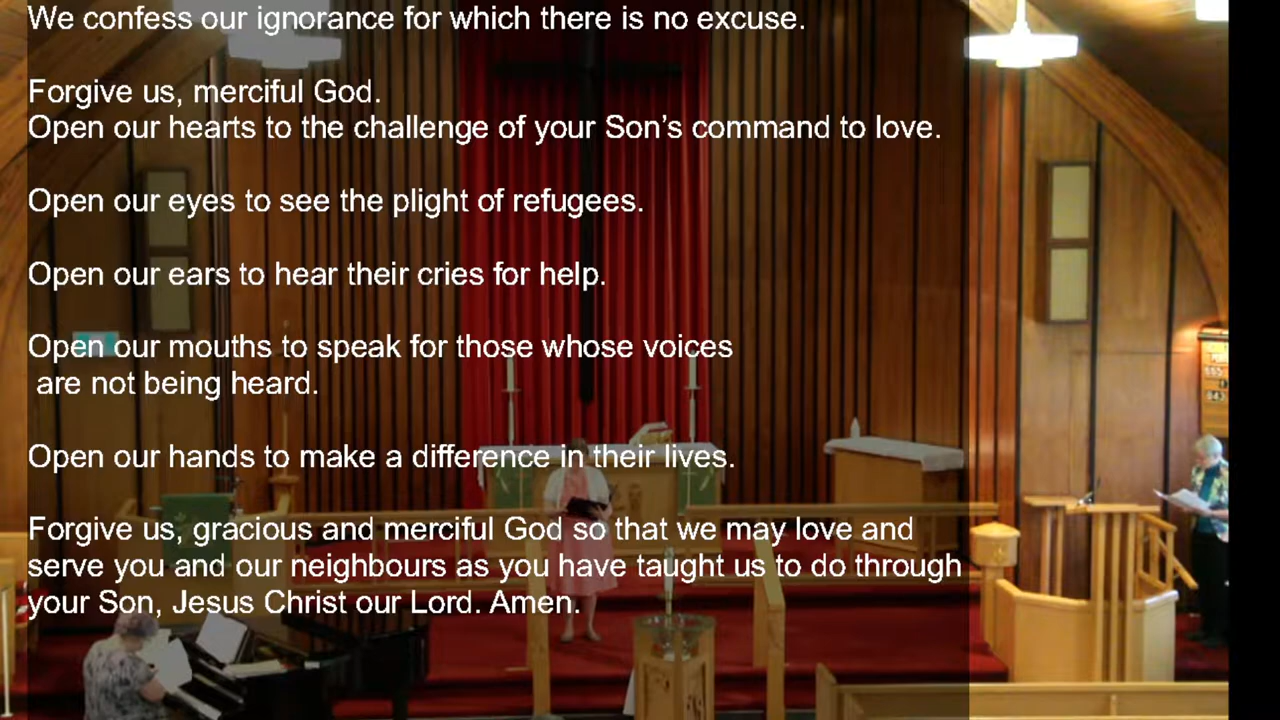 We confess our ignorance for which there is no excuse.
Forgive us, merciful God.
Open our hearts to the challenge of your Son's command to love.
Open our eyes to see the plight of refugees.
Open our ears to hear their cries for help.
Open our mouths to speak for those whose voices
are not being heard.
Open our hands to make a difference in their lives.
Forgive us, gracious and merciful God so that we may love and
serve you and our neighbours as you have taught us to do through
your Son, Jesus Christ our Lord. Amen.